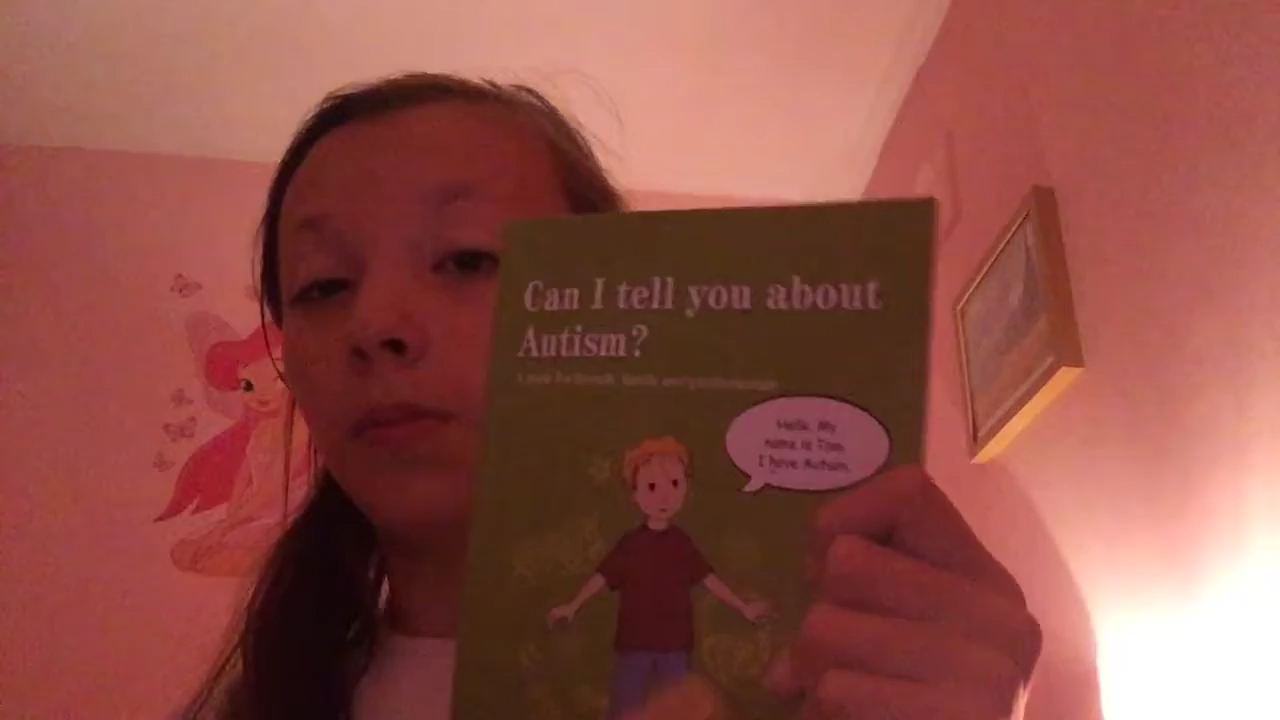 Can I tell you about
Autism?
Hello. My
name is Tom.
I have Autism.